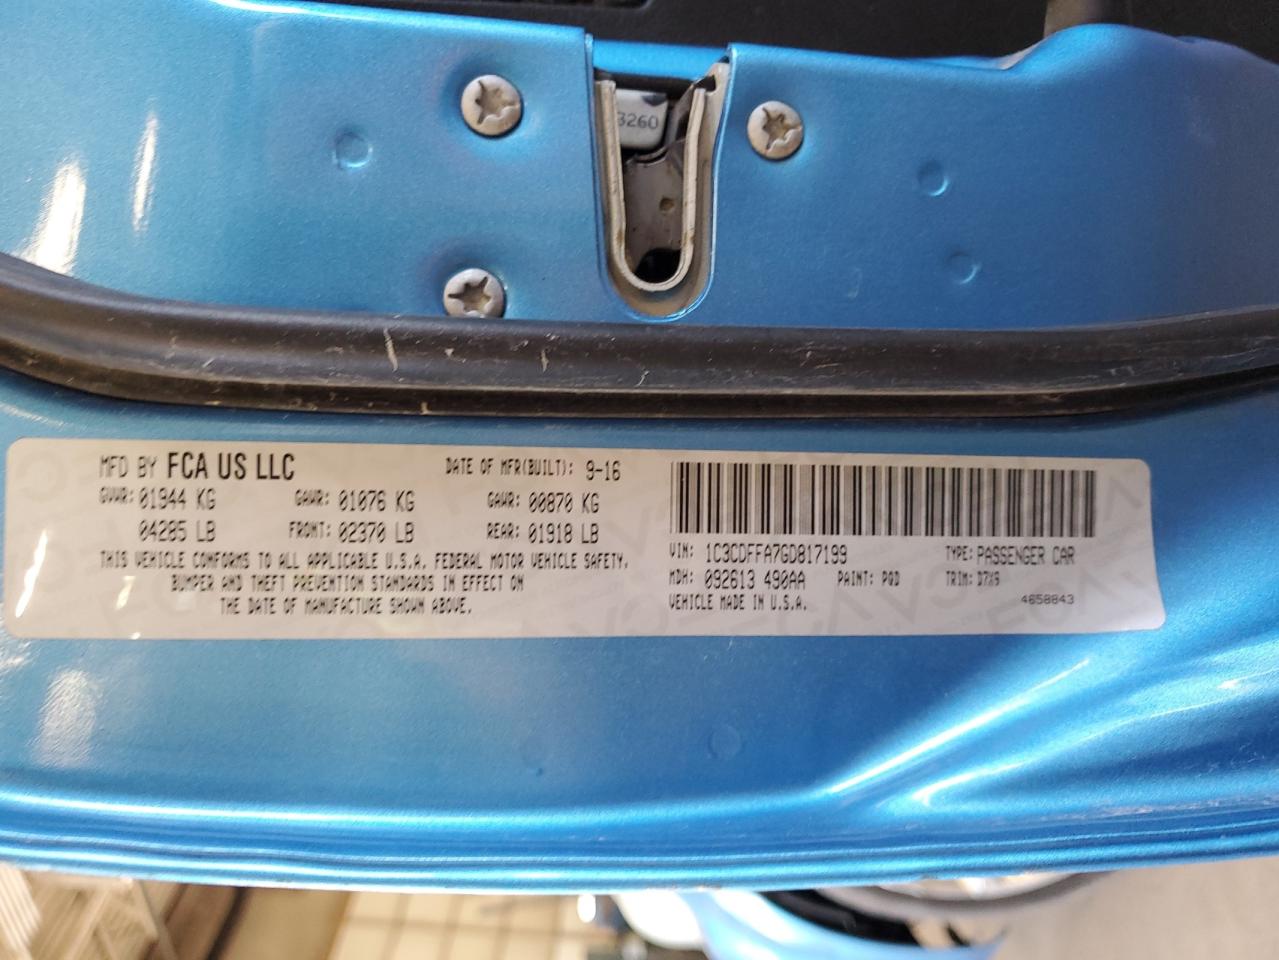 3260
MFD BY FCA US LLC DATE OF MFR(BUILT): 9-16
GVWR: 01944 KG GAWR: 01076 KG GAWR: 00870 KG
04285 LB FRONT: 02370 LB REAR: 01918 LB
THIS VEHICLE CONFORMS TO ALL APPLICABLE U.S.A. FEDERAL MOTOR VEHICLE SAFETY,
BUMPER AND THEFT PREVENTION STANDARDS IN EFFECT ON
THE DATE OF MANUFACTURE SHOWN ABOVE.
VIN: 1C3CDFFA7GD817199 TYPE: PASSENGER CAR
MDH: 092613 490AA PAINT: PQD TRIM: D7X9
VEHICLE MADE IN U.S.A. 4658843